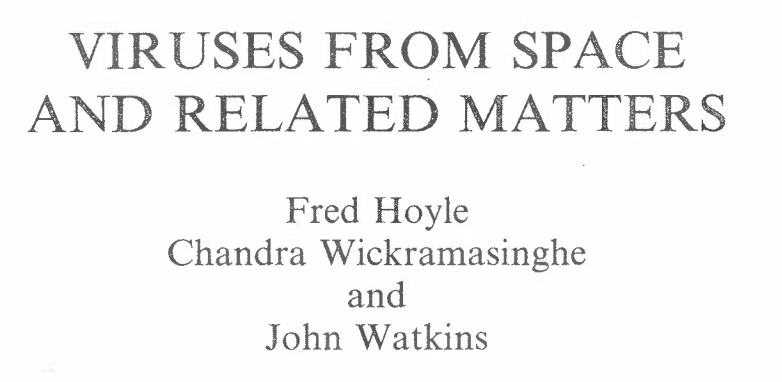 VIRUSES FROM SPACE
AND RELATED MATTERS
Fred Hoyle
Chandra Wickramasinghe
and
John Watkins